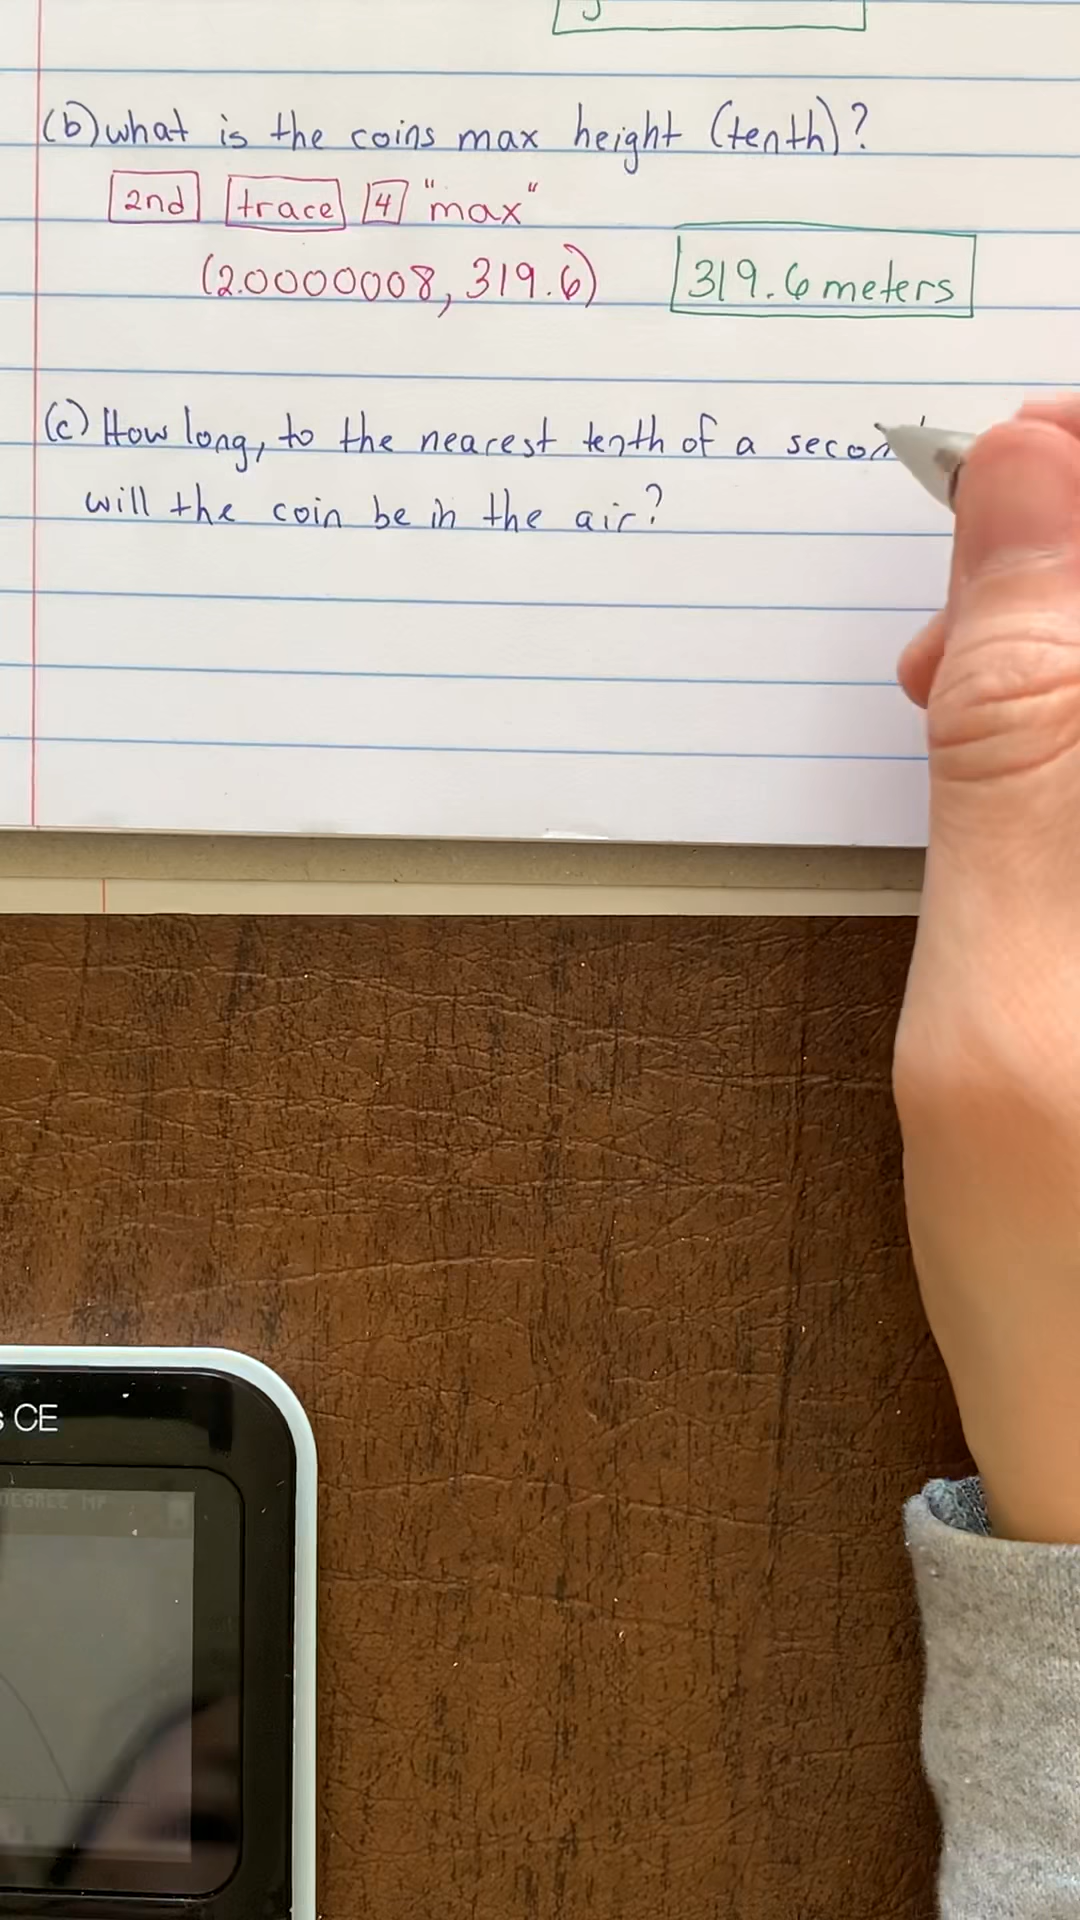 (b) what is the coins max height (tenth)?
2nd trace 4 "max"
(2.0000008, 319.6) 319.6 meters
(c) How long, to the nearest tenth of a
will the coin be in the air?
CE
DEGREE